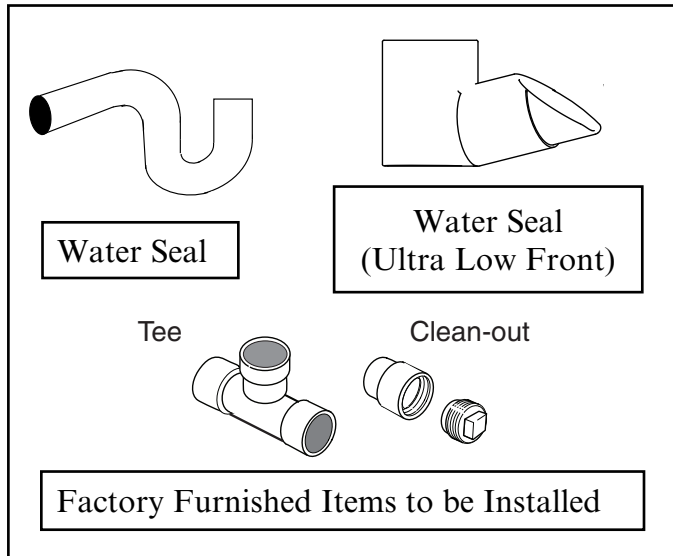 Water Seal
Water Seal
(Ultra Low Front)
Tee
Clean-out
Factory Furnished Items to be Installed